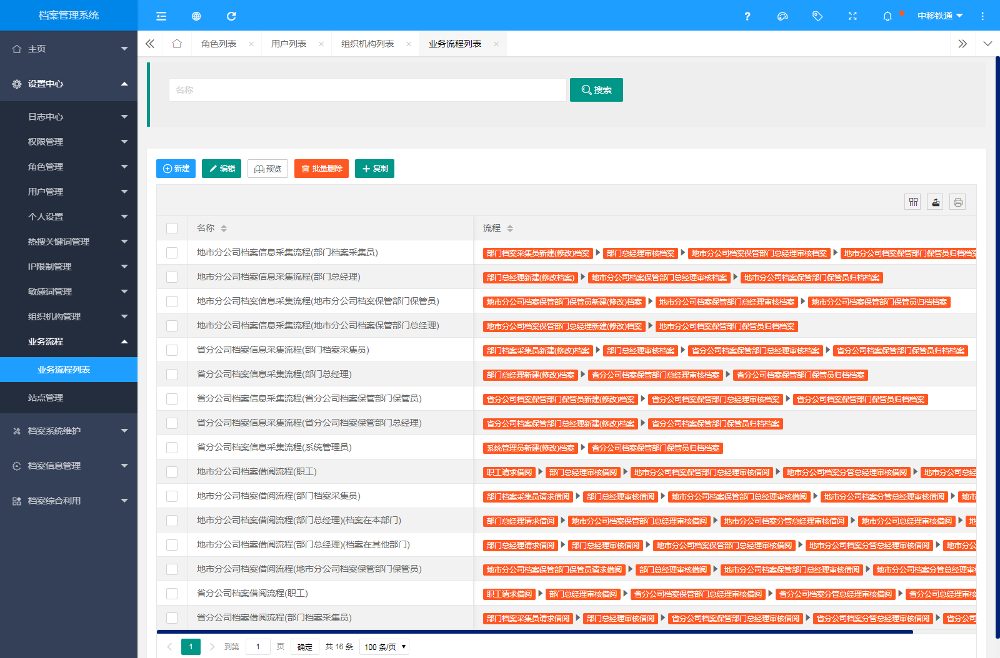 档案管理系统
?
中移铁通
主页
设置中心
日志中心
权限管理
角色管理
用户管理
个人设置
热搜关键词管理
IP限制管理
敏感词管理
组织机构管理
业务流程
业务流程列表
站点管理
档案系统维护
档案信息管理
档案综合利用
角色列表 用户列表 组织机构列表 业务流程列表
名称 搜索
新建 编辑 预览 批量删除 复制
名称 流程
地市分公司档案信息采集流程(部门档案采集员) 部门档案采集员新建(修改)档案 部门总经理审核档案 地市分公司档案保管部门总经理审核档案 地市分公司档案保管部门保管员归档档案
地市分公司档案信息采集流程(部门总经理) 部门总经理新建(修改档案) 地市分公司档案保管部门总经理审核档案 地市分公司档案保管部门保管员归档档案
地市分公司档案信息采集流程(地市分公司档案保管部门保管员) 地市分公司档案保管部门保管员新建(修改)档案 地市分公司档案保管部门总经理审核档案 地市分公司档案保管部门保管员归档档案
地市分公司档案信息采集流程(地市分公司档案保管部门总经理) 地市分公司档案保管部门总经理新建(修改)档案 地市分公司档案保管部门保管员归档档案
省分公司档案信息采集流程(部门档案采集员) 部门档案采集员新建(修改)档案 部门总经理审核档案 省分公司档案保管部门总经理审核档案 省分公司档案保管部门保管员归档档案
省分公司档案信息采集流程(部门总经理) 部门总经理新建(修改)档案 省分公司档案保管部门总经理审核档案 省分公司档案保管部门保管员归档档案
省分公司档案信息采集流程(省分公司档案保管部门保管员) 省分公司档案保管部门保管员新建(修改)档案 省分公司档案保管部门总经理审核档案 省分公司档案保管部门保管员归档档案
省分公司档案信息采集流程(省分公司档案保管部门总经理) 省分公司档案保管部门总经理新建(修改)档案 省分公司档案保管部门保管员归档档案
省分公司档案信息采集流程(系统管理员) 系统管理员新建(修改)档案 省分公司档案保管部门保管员归档档案
地市分公司档案借阅流程(职工) 职工请求借阅 部门总经理审核借阅 地市分公司档案保管部门总经理审核借阅 地市分公司档案分管总经理审核借阅 地市分公司总经
地市分公司档案借阅流程(部门档案采集员) 部门档案采集员请求借阅 部门总经理审核借阅 地市分公司档案保管部门总经理审核借阅 地市分公司档案分管总经理审核借阅 地市
地市分公司档案借阅流程(部门总经理)(档案在本部门) 部门总经理请求借阅 地市分公司档案保管部门总经理审核借阅 地市分公司档案分管总经理审核借阅 地市分公司总经理审核借阅 地
地市分公司档案借阅流程(部门总经理)(档案在其他部门) 部门总经理请求借阅 部门总经理审核借阅 地市分公司档案保管部门总经理审核借阅 地市分公司档案分管总经理审核借阅 地市分公
地市分公司档案借阅流程(地市分公司档案保管部门保管员) 地市分公司档案保管部门保管员请求借阅 部门总经理审核借阅 地市分公司档案保管部门总经理审核借阅 地市分公司档案分管总经理审核
省分公司档案借阅流程(职工) 职工请求借阅 部门总经理审核借阅 省分公司档案保管部门总经理审核借阅 省分公司档案分管总经理审核借阅 省分公司总经理审核
省分公司档案借阅流程(部门档案采集员) 部门档案采集员请求借阅 部门总经理审核借阅 省分公司档案保管部门总经理审核借阅 省分公司档案分管总经理审核借阅 省分公司
1 到第 1 页 确定 共 16 条 100 条/页